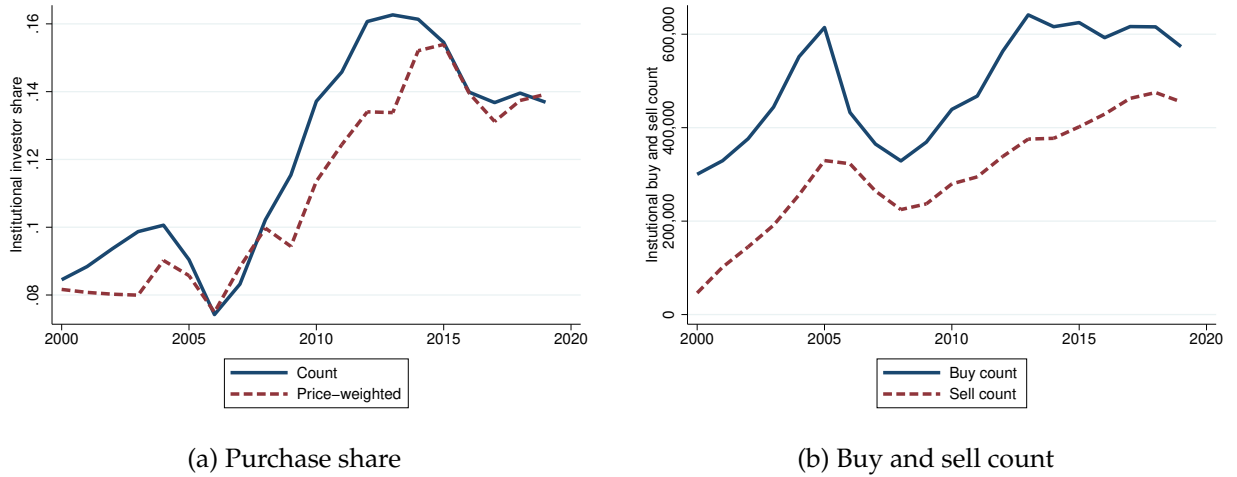 Institutional investor share
.16
.14
.12
.1
.08
2000 2005 2010 2015 2020
Count
Price−weighted
(a) Purchase share
Instutional buy and sell count
600,000
400,000
200,000
0
2000 2005 2010 2015 2020
Buy count
Sell count
(b) Buy and sell count